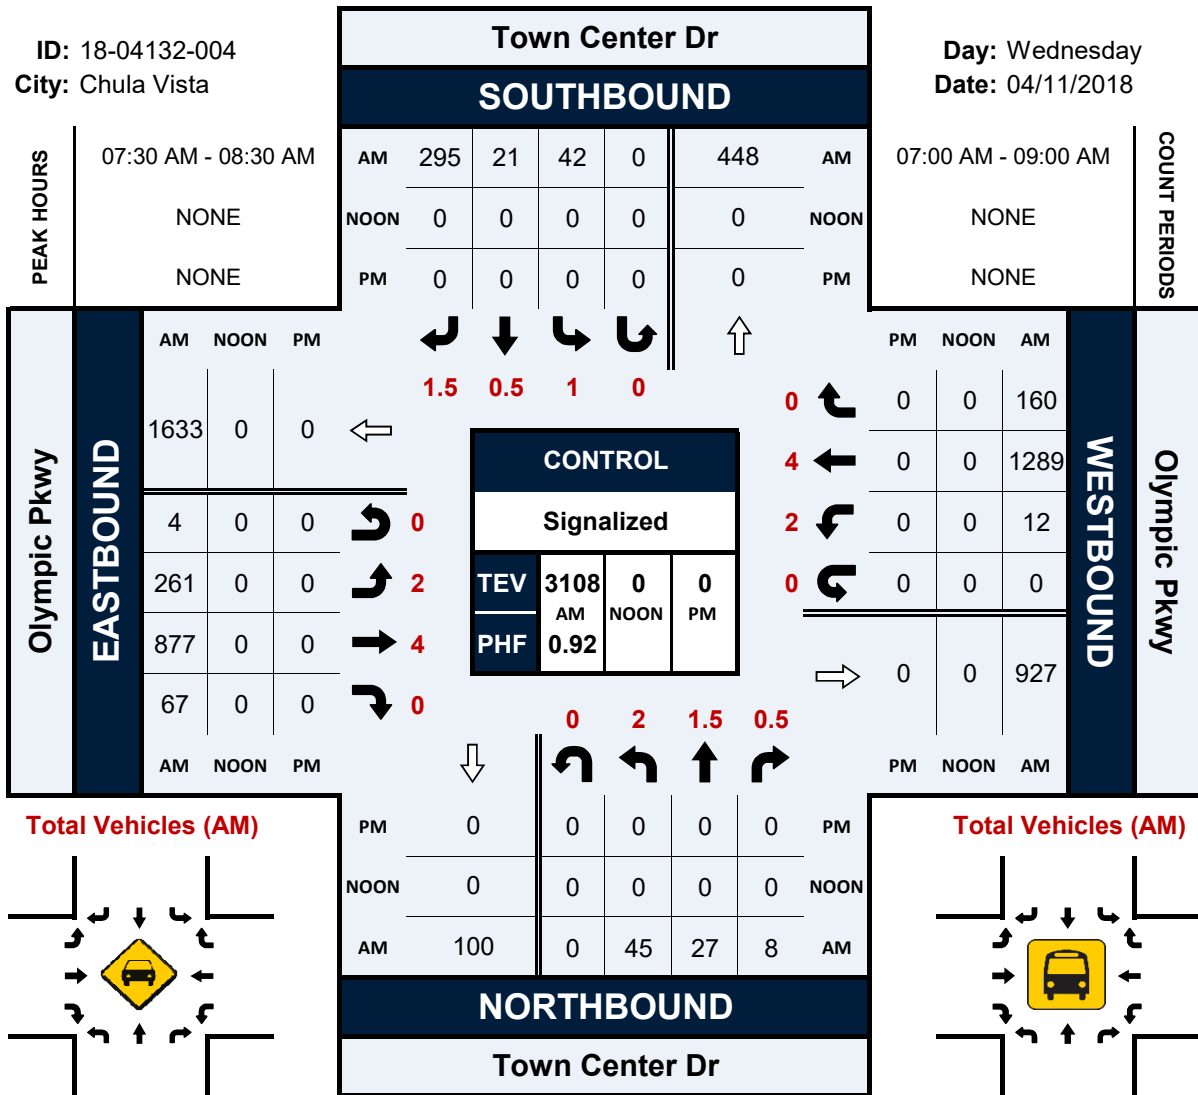 Town Center Dr
SOUTHBOUND
ID: 18-04132-004
City: Chula Vista
Day: Wednesday
Date: 04/11/2018
PEAK HOURS
07:30 AM - 08:30 AM
NONE
NONE
AM 295 21 42 0 448 AM
NOON 0 0 0 0 0 NOON
PM 0 0 0 0 0 PM
07:00 AM - 09:00 AM
NONE
NONE
COUNT PERIODS
1.5 0.5 1 0
Olympic Pkwy
EASTBOUND
AM NOON PM
1633 0 0
4 0 0 0
261 0 0 2
877 0 0 4
67 0 0 0
AM NOON PM
CONTROL
Signalized
TEV 3108 0 0
AM NOON PM
PHF 0.92
PM NOON AM
0 0 0 160
4 0 0 1289
2 0 0 12
0 0 0 0
0 0 927
PM NOON AM
WESTBOUND
Olympic Pkwy
0 2 1.5 0.5
PM 0 0 0 0 0 PM
NOON 0 0 0 0 0 NOON
AM 100 0 45 27 8 AM
NORTHBOUND
Town Center Dr
Total Vehicles (AM)
Total Vehicles (AM)